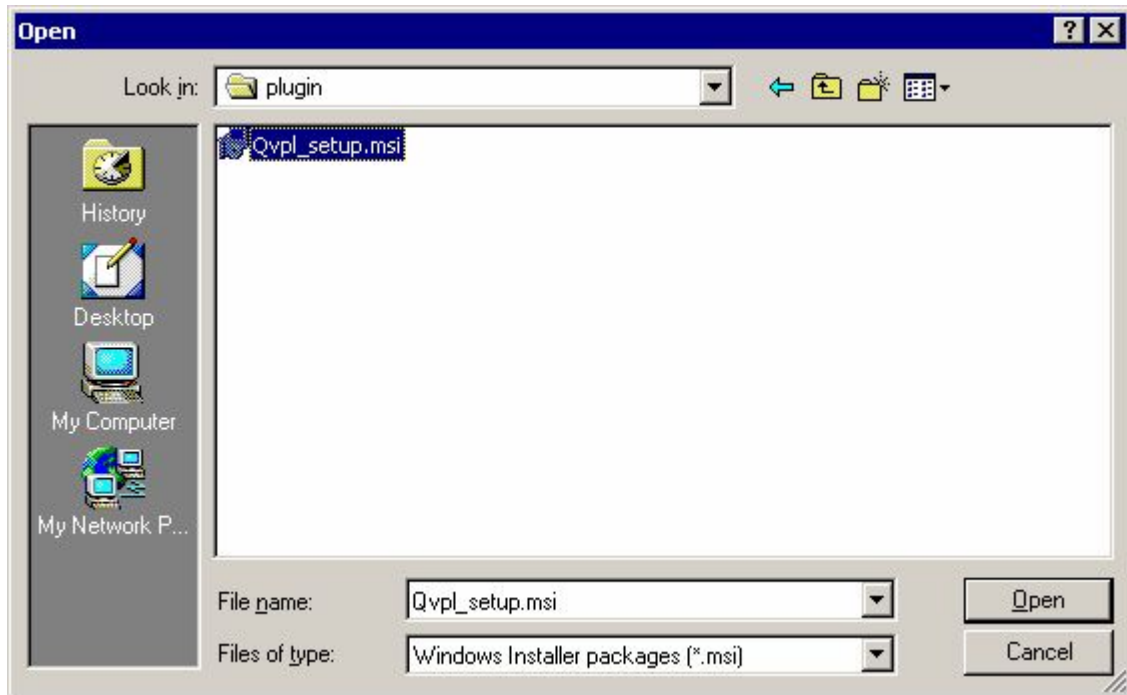 Open
Look in: plugin
Qvpl_setup.msi
History
Desktop
My Computer
My Network P...
File name: Qvpl_setup.msi Open
Files of type: Windows Installer packages (*.msi) Cancel